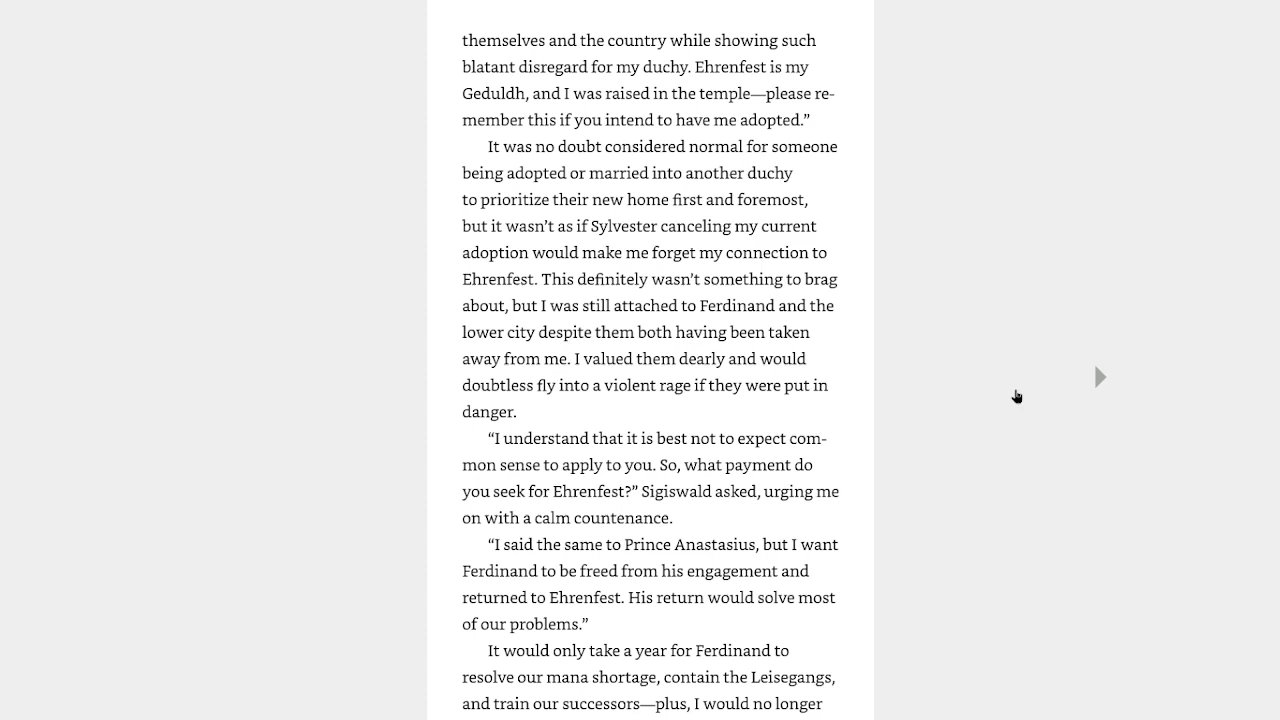 themselves and the country while showing such
blatant disregard for my duchy. Ehrenfest is my
Geduldh, and I was raised in the temple—please re-
member this if you intend to have me adopted.”
It was no doubt considered normal for someone
being adopted or married into another duchy
to prioritize their new home first and foremost,
but it wasn’t as if Sylvester canceling my current
adoption would make me forget my connection to
Ehrenfest. This definitely wasn’t something to brag
about, but I was still attached to Ferdinand and the
lower city despite them both having been taken
away from me. I valued them dearly and would
doubtless fly into a violent rage if they were put in
danger.
“I understand that it is best not to expect com-
mon sense to apply to you. So, what payment do
you seek for Ehrenfest?” Sigiswald asked, urging me
on with a calm countenance.
“I said the same to Prince Anastasius, but I want
Ferdinand to be freed from his engagement and
returned to Ehrenfest. His return would solve most
of our problems.”
It would only take a year for Ferdinand to
resolve our mana shortage, contain the Leisegangs,
and train our successors—plus, I would no longer